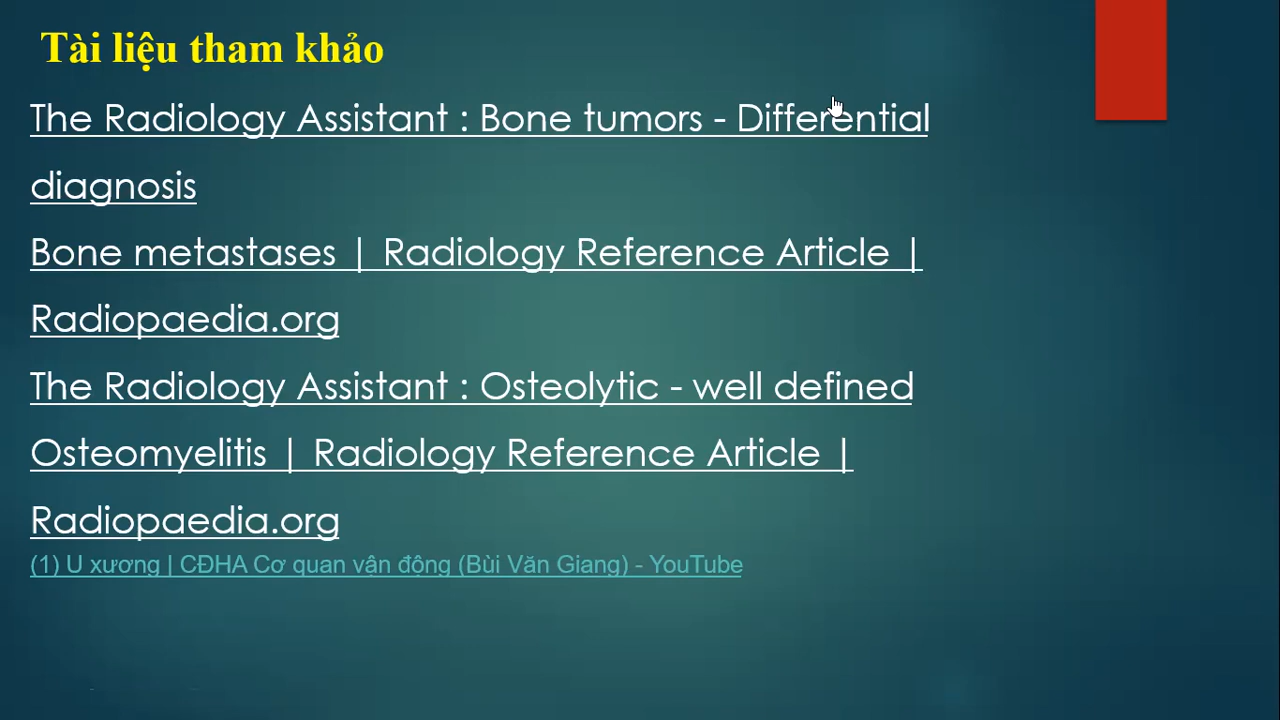 Tài liệu tham khảo
The Radiology Assistant : Bone tumors - Differential
diagnosis
Bone metastases | Radiology Reference Article |
Radiopaedia.org
The Radiology Assistant : Osteolytic - well defined
Osteomyelitis | Radiology Reference Article |
Radiopaedia.org
(1) U xương | CĐHA Cơ quan vận động (Bùi Văn Giang) - YouTube